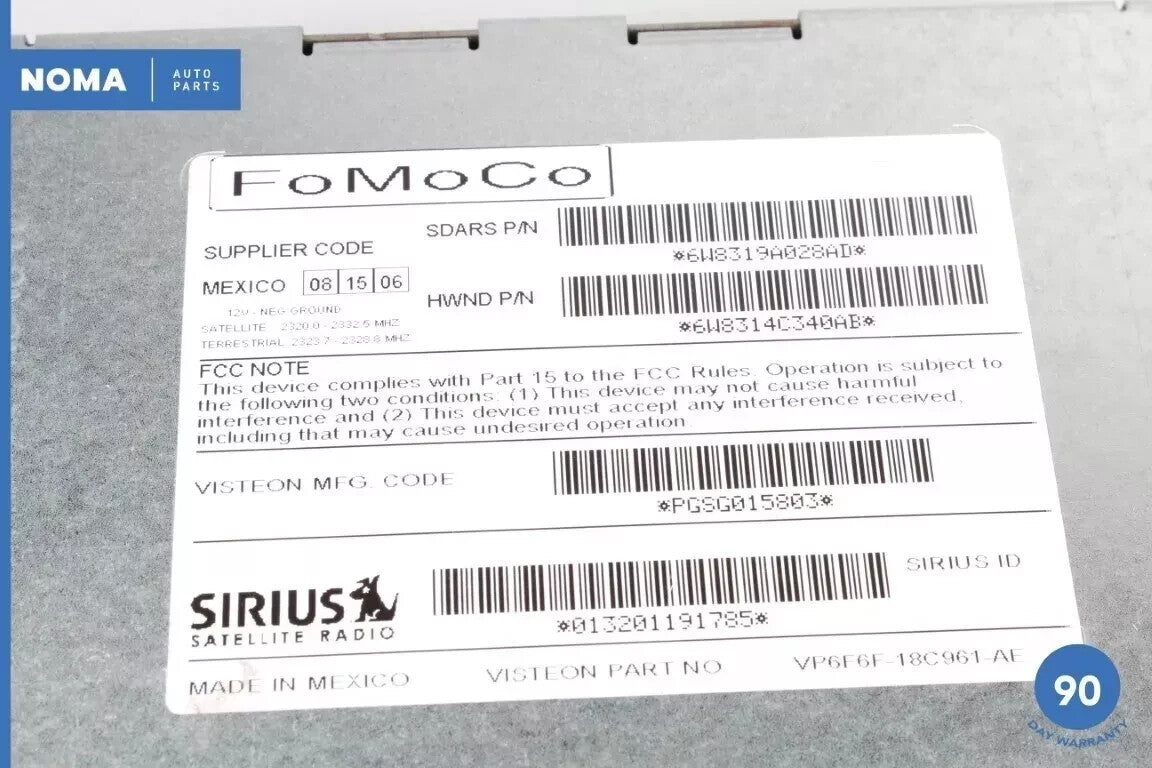 NOMA AUTO PARTS
FoMoCo
SUPPLIER CODE
SDARS P/N
*6W8319A028AD*
MEXICO 08 15 06
HWND P/N
*6W8314C340AB*
12V - NEG GROUND
SATELLITE 2320.0 - 2332.5 MHZ
TERRESTRIAL 2323.7 - 2328.8 MHZ
FCC NOTE
This device complies with Part 15 to the FCC Rules. Operation is subject to
the following two conditions: (1) This device may not cause harmful
interference and (2) This device must accept any interference received,
including that may cause undesired operation.
VISTEON MFG. CODE
*PGSG015803*
SIRIUS
SATELLITE RADIO
*013201191785*
SIRIUS ID
MADE IN MEXICO VISTEON PART NO VP6F6F-18C961-AE
90
DAY WARRANTY